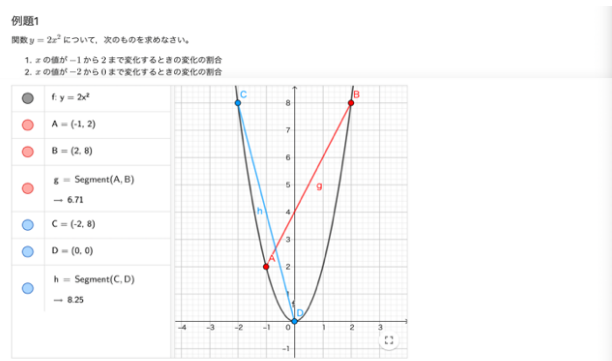 例題1
関数 y = 2x² について，次のものを求めなさい。
1. x の値が −1 から 2 まで変化するときの変化の割合
2. x の値が −2 から 0 まで変化するときの変化の割合
f: y = 2x²
A = (-1, 2)
B = (2, 8)
g = Segment(A, B)
→ 6.71
C = (-2, 8)
D = (0, 0)
h = Segment(C, D)
→ 8.25
C
B
8
7
6
5
g
h
4
3
A
2
1
f
D
-4 -3 -2 -1 0 1 2 3
-1